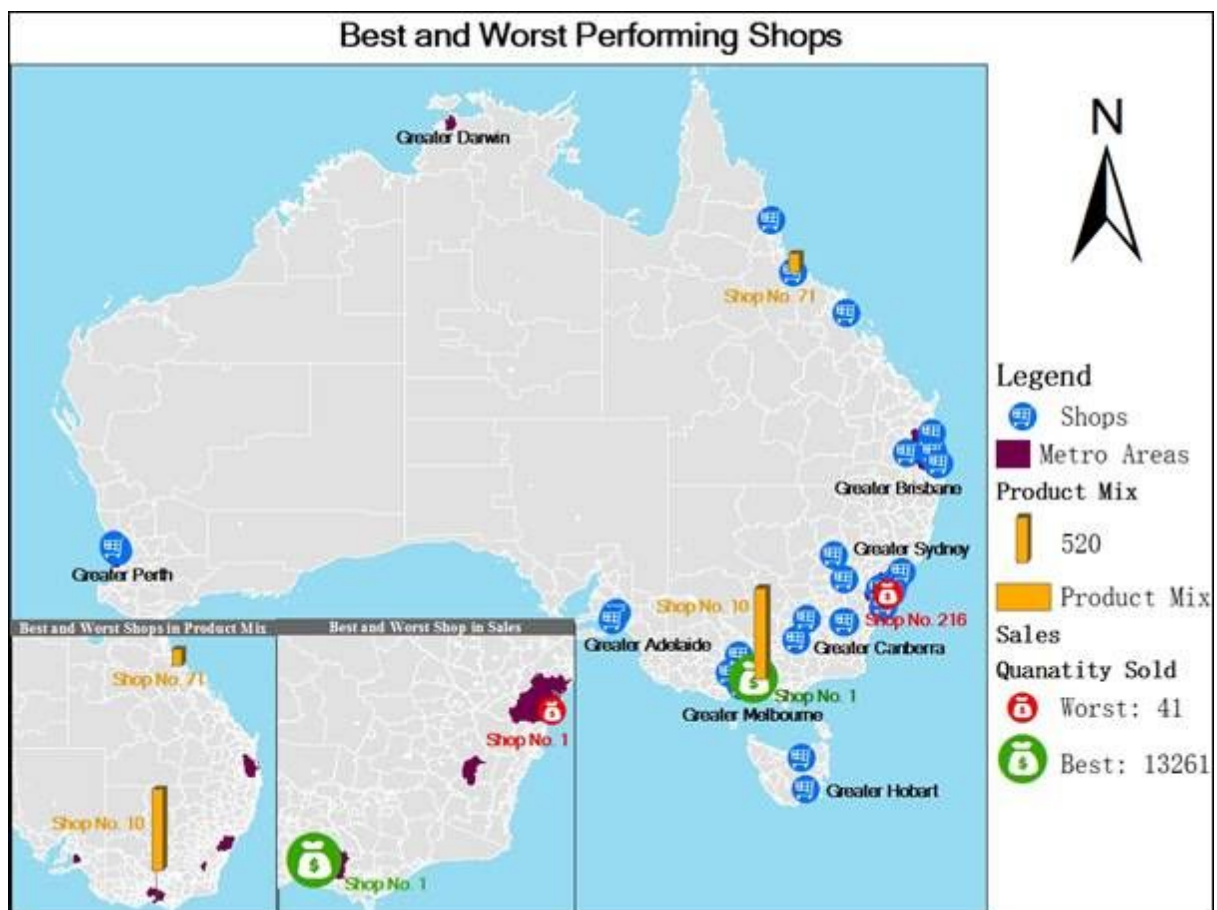 Best and Worst Performing Shops
Greater Darwin
Shop No. 71
Greater Brisbane
Greater Perth
Greater Sydney
Shop No. 10
Shop No. 216
Greater Adelaide
Greater Canberra
Shop No. 1
Greater Melbourne
Greater Hobart
Best and Worst Shops in Product Mix
Shop No. 71
Shop No. 10
Best and Worst Shop in Sales
Shop No. 1
Shop No. 1
N
Legend
Shops
Metro Areas
Product Mix
520
Product Mix
Sales
Quanatity Sold
Worst: 41
Best: 13261